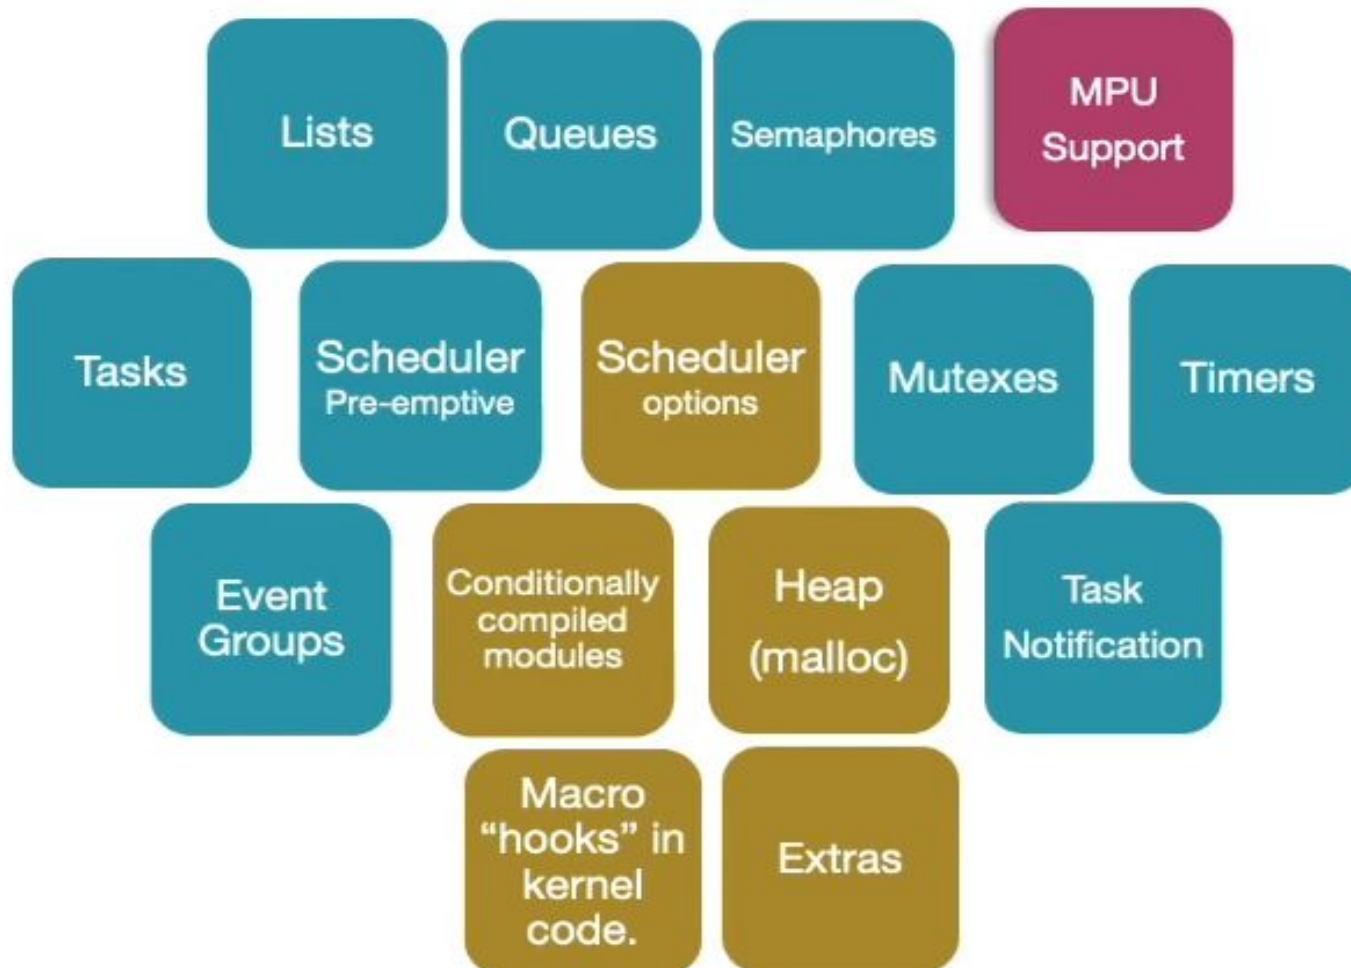 Lists
Queues
Semaphores
MPU
Support
Tasks
Scheduler
Pre-emptive
Scheduler
options
Mutexes
Timers
Event
Groups
Conditionally
compiled
modules
Heap
(malloc)
Task
Notification
Macro
“hooks” in
kernel
code.
Extras